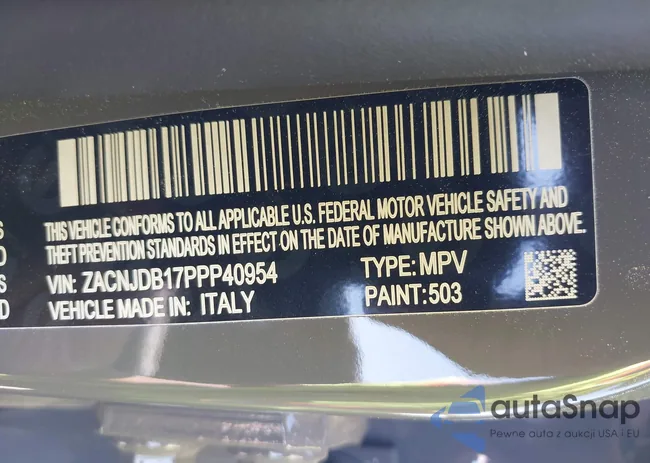 THIS VEHICLE CONFORMS TO ALL APPLICABLE U.S. FEDERAL MOTOR VEHICLE SAFETY AND
THEFT PREVENTION STANDARDS IN EFFECT ON THE DATE OF MANUFACTURE SHOWN ABOVE.
VIN: ZACNJDB17PPP40954 TYPE: MPV
VEHICLE MADE IN: ITALY PAINT: 503
autaSnap
Pewne auta z aukcji USA i EU